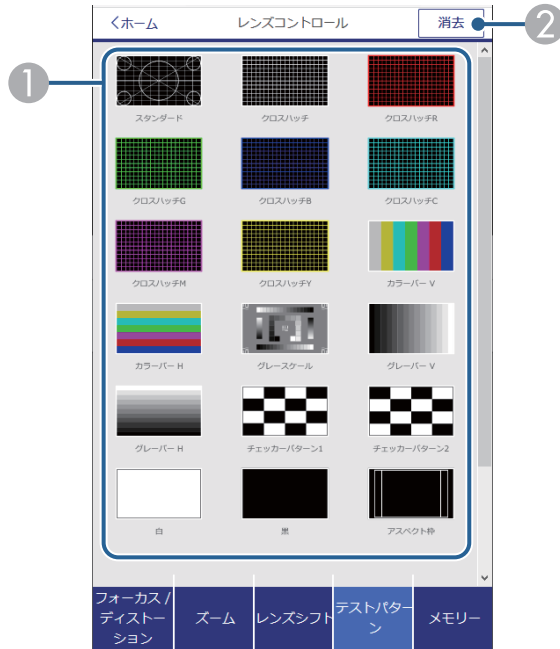 <ホーム
レンズコントロール
消去
2
1
スタンダード
クロスハッチ
クロスハッチR
クロスハッチG
クロスハッチB
クロスハッチC
クロスハッチM
クロスハッチY
カラーバー V
カラーバー H
グレースケール
グレーバー V
グレーバー H
チェッカーパターン1
チェッカーパターン2
白
黒
アスペクト枠
フォーカス /
ディストー
ション
ズーム
レンズシフト
テストパター
ン
メモリー